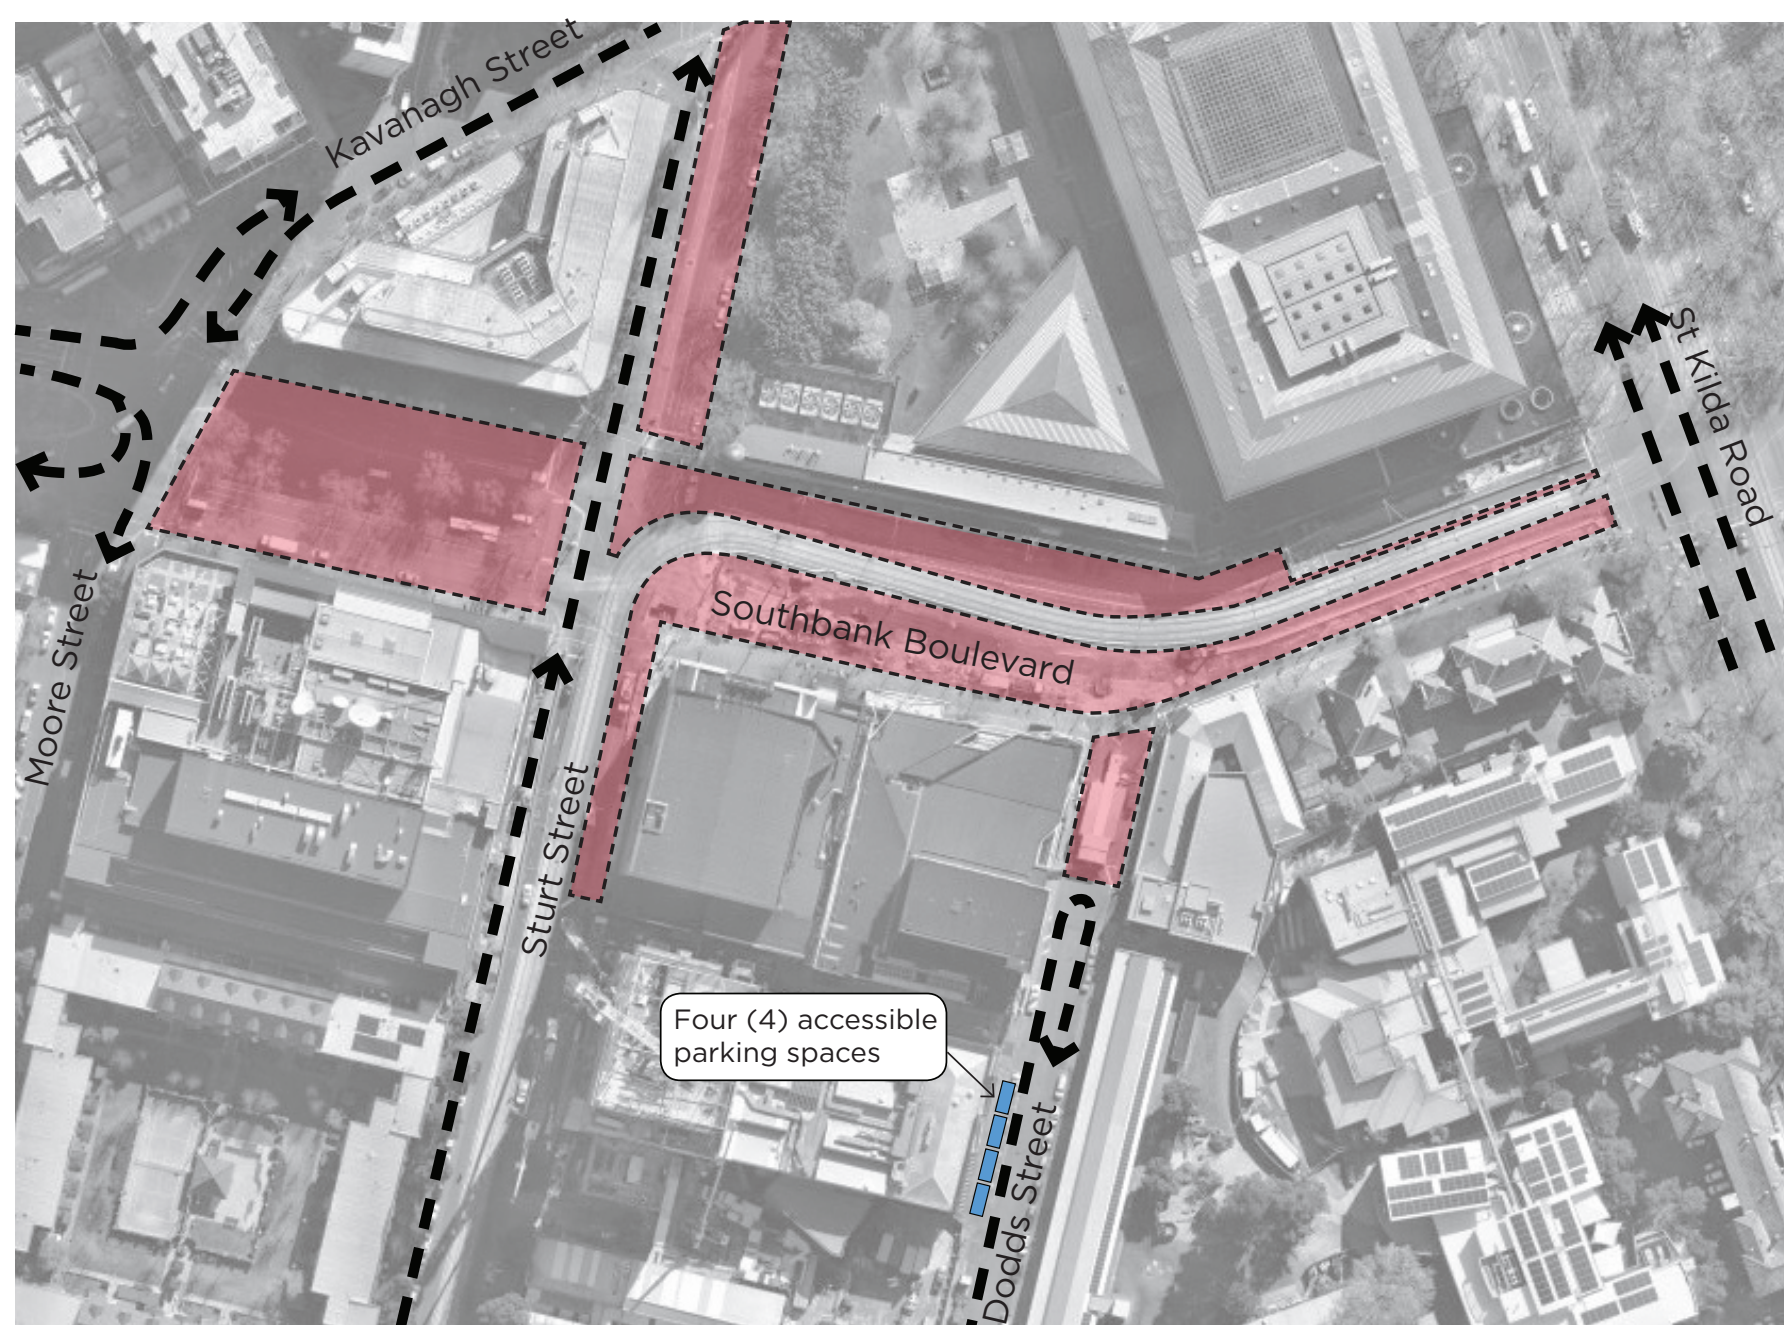 Kavanagh Street
St Kilda Road
Moore Street
Southbank Boulevard
Sturt Street
Four (4) accessible
parking spaces
Dodds Street